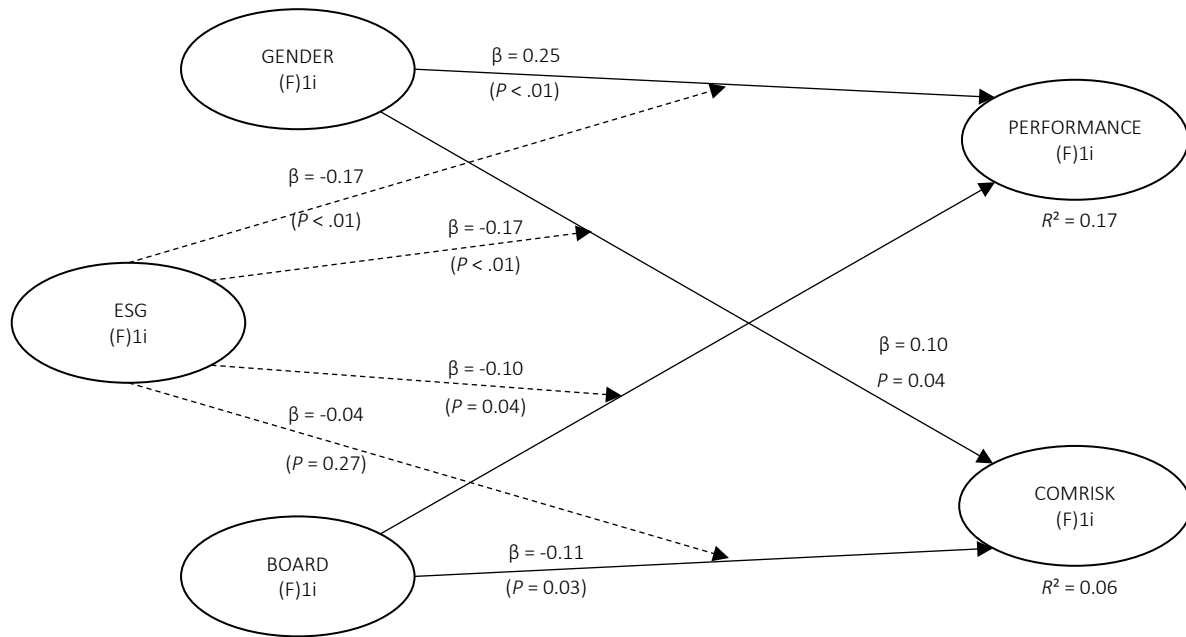 GENDER
(F)1i
β = 0.25
(P < .01)
PERFORMANCE
(F)1i
R² = 0.17
β = -0.17
(P < .01)
β = -0.17
(P < .01)
ESG
(F)1i
β = 0.10
P = 0.04
β = -0.10
(P = 0.04)
β = -0.04
(P = 0.27)
COMRISK
(F)1i
R² = 0.06
BOARD
(F)1i
β = -0.11
(P = 0.03)